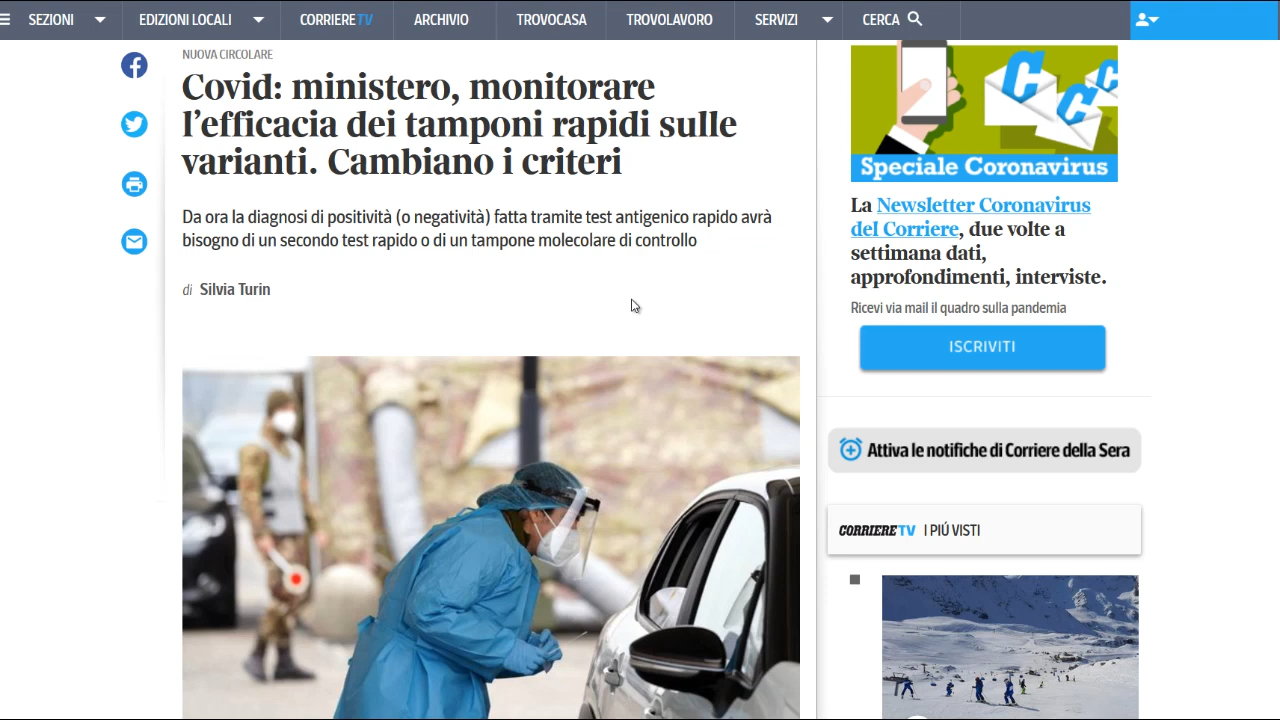 SEZIONI
EDIZIONI LOCALI
CORRIERE TV
ARCHIVIO
TROVOCASA
TROVOLAVORO
SERVIZI
CERCA
NUOVA CIRCOLARE
Covid: ministero, monitorare
l’efficacia dei tamponi rapidi sulle
varianti. Cambiano i criteri
Da ora la diagnosi di positività (o negatività) fatta tramite test antigenico rapido avrà
bisogno di un secondo test rapido o di un tampone molecolare di controllo
di Silvia Turin
C
C
C
Speciale Coronavirus
La Newsletter Coronavirus
del Corriere, due volte a
settimana dati,
approfondimenti, interviste.
Ricevi via mail il quadro sulla pandemia
ISCRIVITI
Attiva le notifiche di Corriere della Sera
CORRIERE TV I PIÚ VISTI